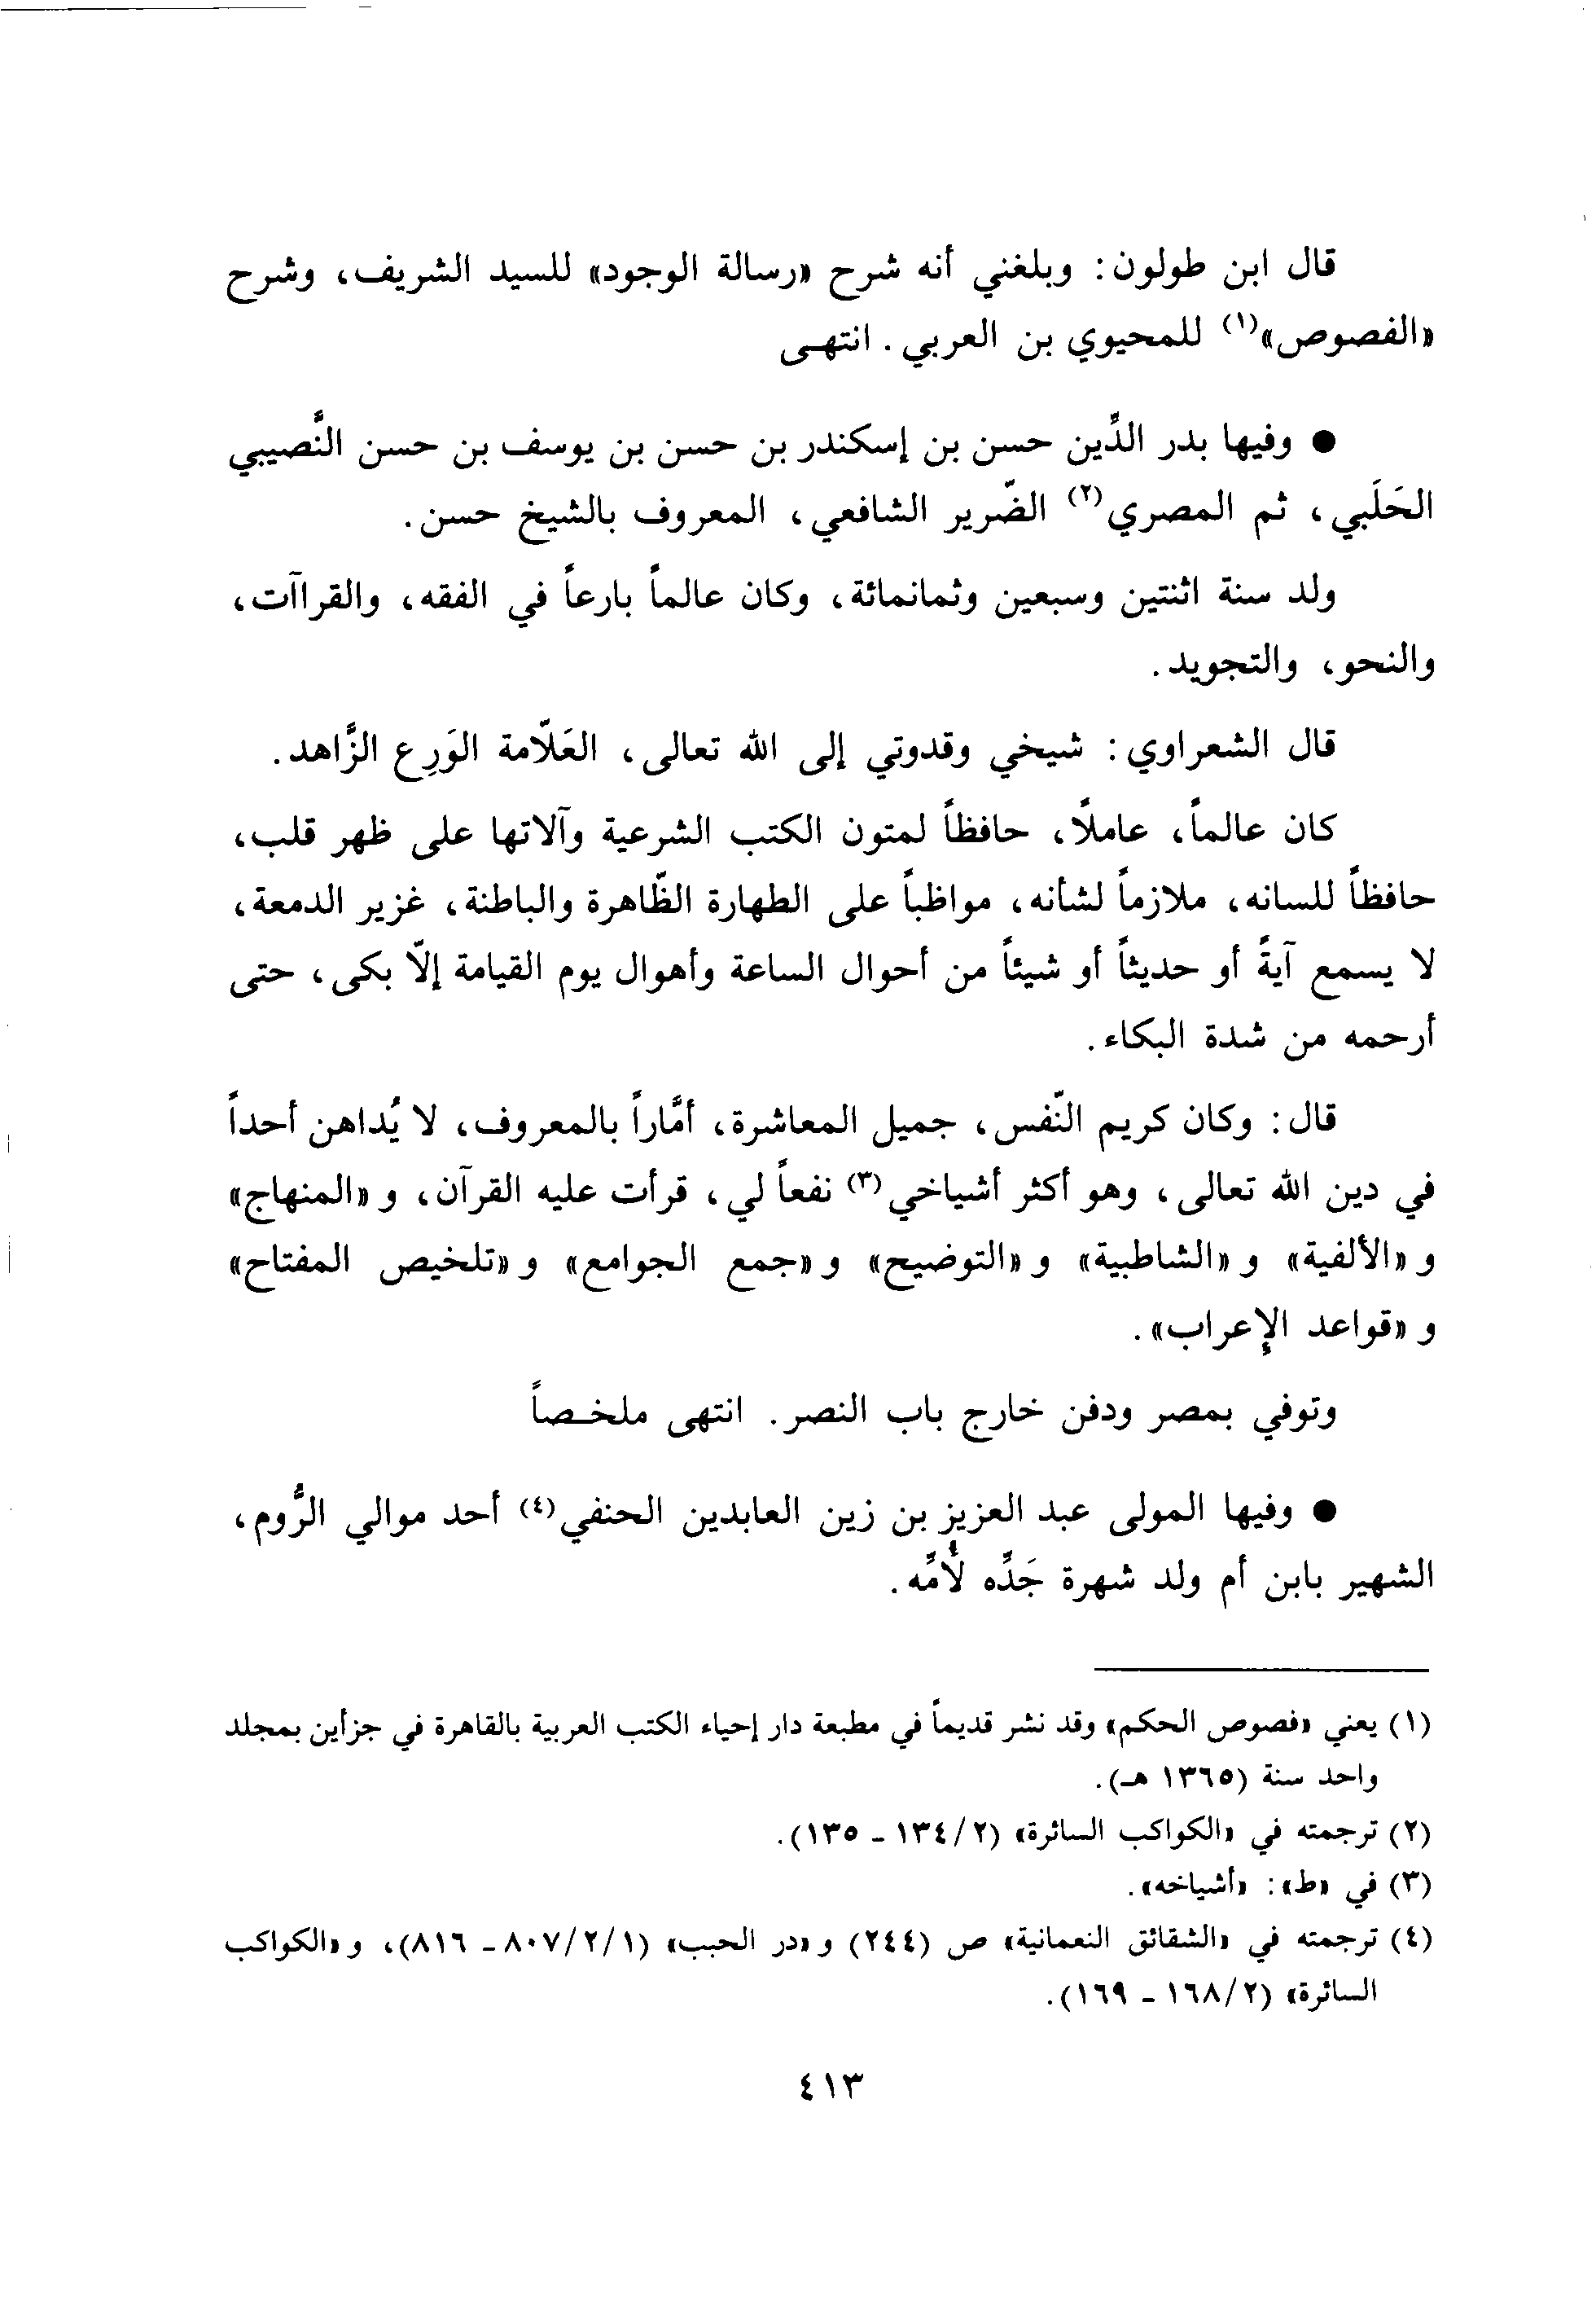 قال ابن طولون: وبلغني أنه شرح «رسالة الوجود» للسيد الشريف، وشرح
«الفصوص»(١) للمحيوي بن العربي. انتهـى
● وفيها بدر الدِّين حسن بن إسكندر بن حسن بن يوسف بن حسن النَّصيبي
الحَلَبي، ثم المصري(٢) الضّرير الشافعي، المعروف بالشيخ حسن.
ولد سنة اثنتين وسبعين وثمانمائة، وكان عالماً بارعاً في الفقه، والقراآت،
والنحو، والتجويد.
قال الشعراوي: شيخي وقدوتي إلى الله تعالى، العَلّامة الوَرِع الزَّاهد.
كان عالماً، عاملاً، حافظاً لمتون الكتب الشرعية وآلاتها على ظهر قلب،
حافظاً للسانه، ملازماً لشأنه، مواظباً على الطهارة الظّاهرة والباطنة، غزير الدمعة،
لا يسمع آيةً أو حديثاً أو شيئاً من أحوال الساعة وأهوال يوم القيامة إلّا بكى، حتى
أرحمه من شدة البكاء.
قال: وكان كريم النّفس، جميل المعاشرة، أمَّاراً بالمعروف، لا يُداهن أحداً
في دين الله تعالى، وهو أكثر أشياخي(٣) نفعاً لي، قرأت عليه القرآن، و«المنهاج»
و«الألفية» و«الشاطبية» و«التوضيح» و«جمع الجوامع» و«تلخيص المفتاح»
و«قواعد الإعراب».
وتوفي بمصر ودفن خارج باب النصر. انتهى ملخـصاً
● وفيها المولى عبد العزيز بن زين العابدين الحنفي(٤) أحد موالي الرُّوم،
الشهير بابن أم ولد شهرة جَدِّه لأُمِّه.
(١) يعني «فصوص الحكم» وقد نشر قديماً في مطبعة دار إحياء الكتب العربية بالقاهرة في جزأين بمجلد
واحد سنة (١٣٦٥ هـ).
(٢) ترجمته في «الكواكب السائرة» (٢/١٣٤ - ١٣٥).
(٣) في «ط»: «أشياخه».
(٤) ترجمته في «الشقائق النعمانية» ص (٢٤٤) و«در الحبب» (١/٢/٨٠٧ - ٨١٦)، و«الكواكب
السائرة» (٢/١٦٨ - ١٦٩).
٤١٣